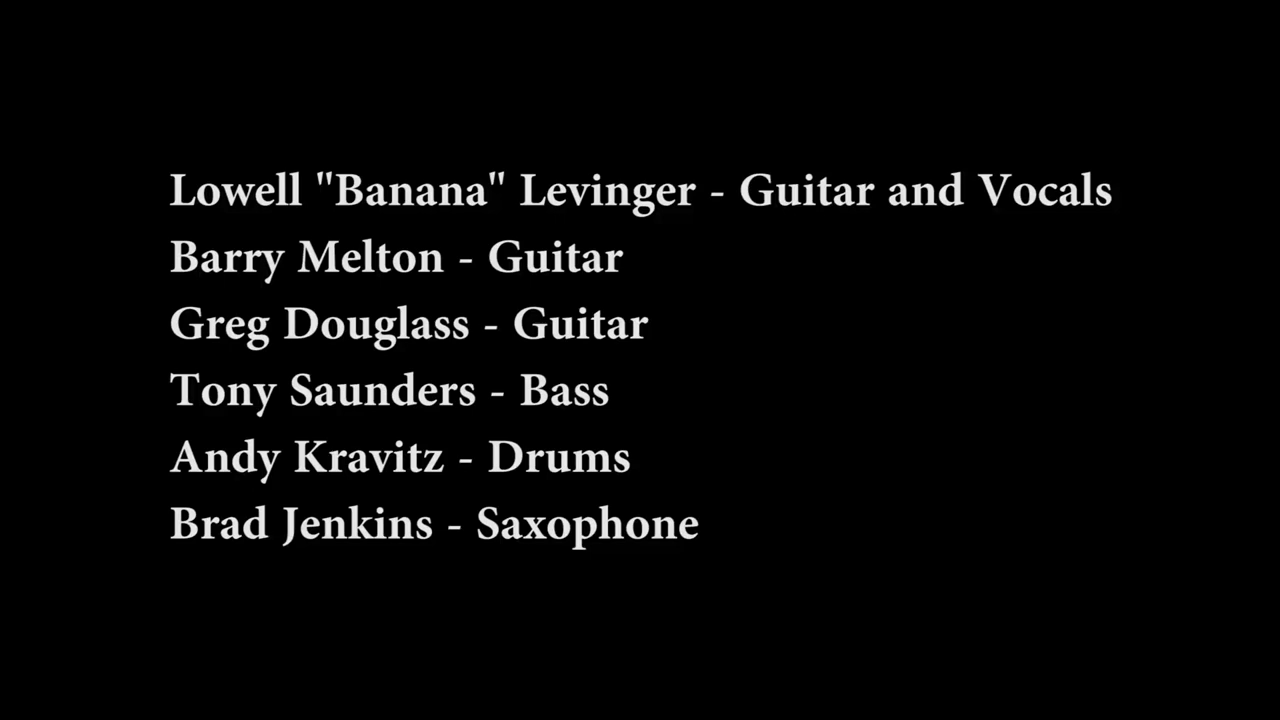 Lowell "Banana" Levinger - Guitar and Vocals
Barry Melton - Guitar
Greg Douglass - Guitar
Tony Saunders - Bass
Andy Kravitz - Drums
Brad Jenkins - Saxophone